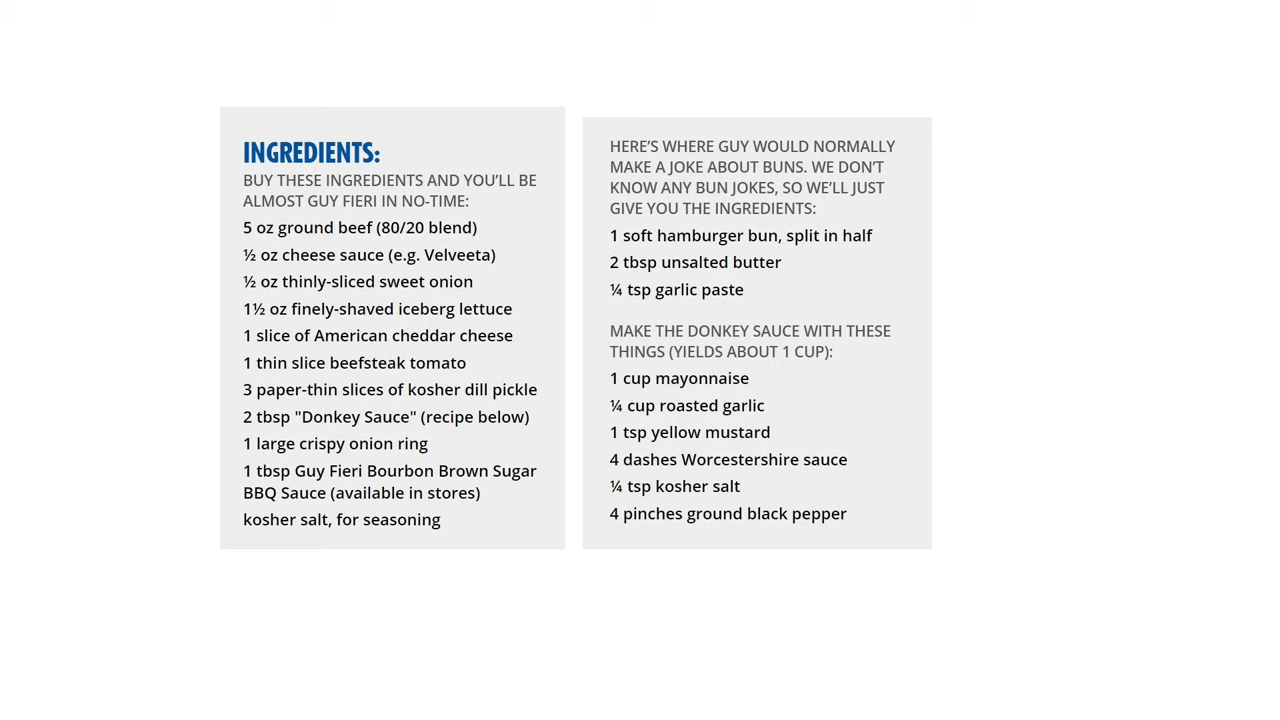 INGREDIENTS:
BUY THESE INGREDIENTS AND YOU'LL BE
ALMOST GUY FIERI IN NO-TIME:
5 oz ground beef (80/20 blend)
½ oz cheese sauce (e.g. Velveeta)
½ oz thinly-sliced sweet onion
1½ oz finely-shaved iceberg lettuce
1 slice of American cheddar cheese
1 thin slice beefsteak tomato
3 paper-thin slices of kosher dill pickle
2 tbsp "Donkey Sauce" (recipe below)
1 large crispy onion ring
1 tbsp Guy Fieri Bourbon Brown Sugar
BBQ Sauce (available in stores)
kosher salt, for seasoning
HERE'S WHERE GUY WOULD NORMALLY
MAKE A JOKE ABOUT BUNS. WE DON'T
KNOW ANY BUN JOKES, SO WE'LL JUST
GIVE YOU THE INGREDIENTS:
1 soft hamburger bun, split in half
2 tbsp unsalted butter
¼ tsp garlic paste
MAKE THE DONKEY SAUCE WITH THESE
THINGS (YIELDS ABOUT 1 CUP):
1 cup mayonnaise
¼ cup roasted garlic
1 tsp yellow mustard
4 dashes Worcestershire sauce
¼ tsp kosher salt
4 pinches ground black pepper